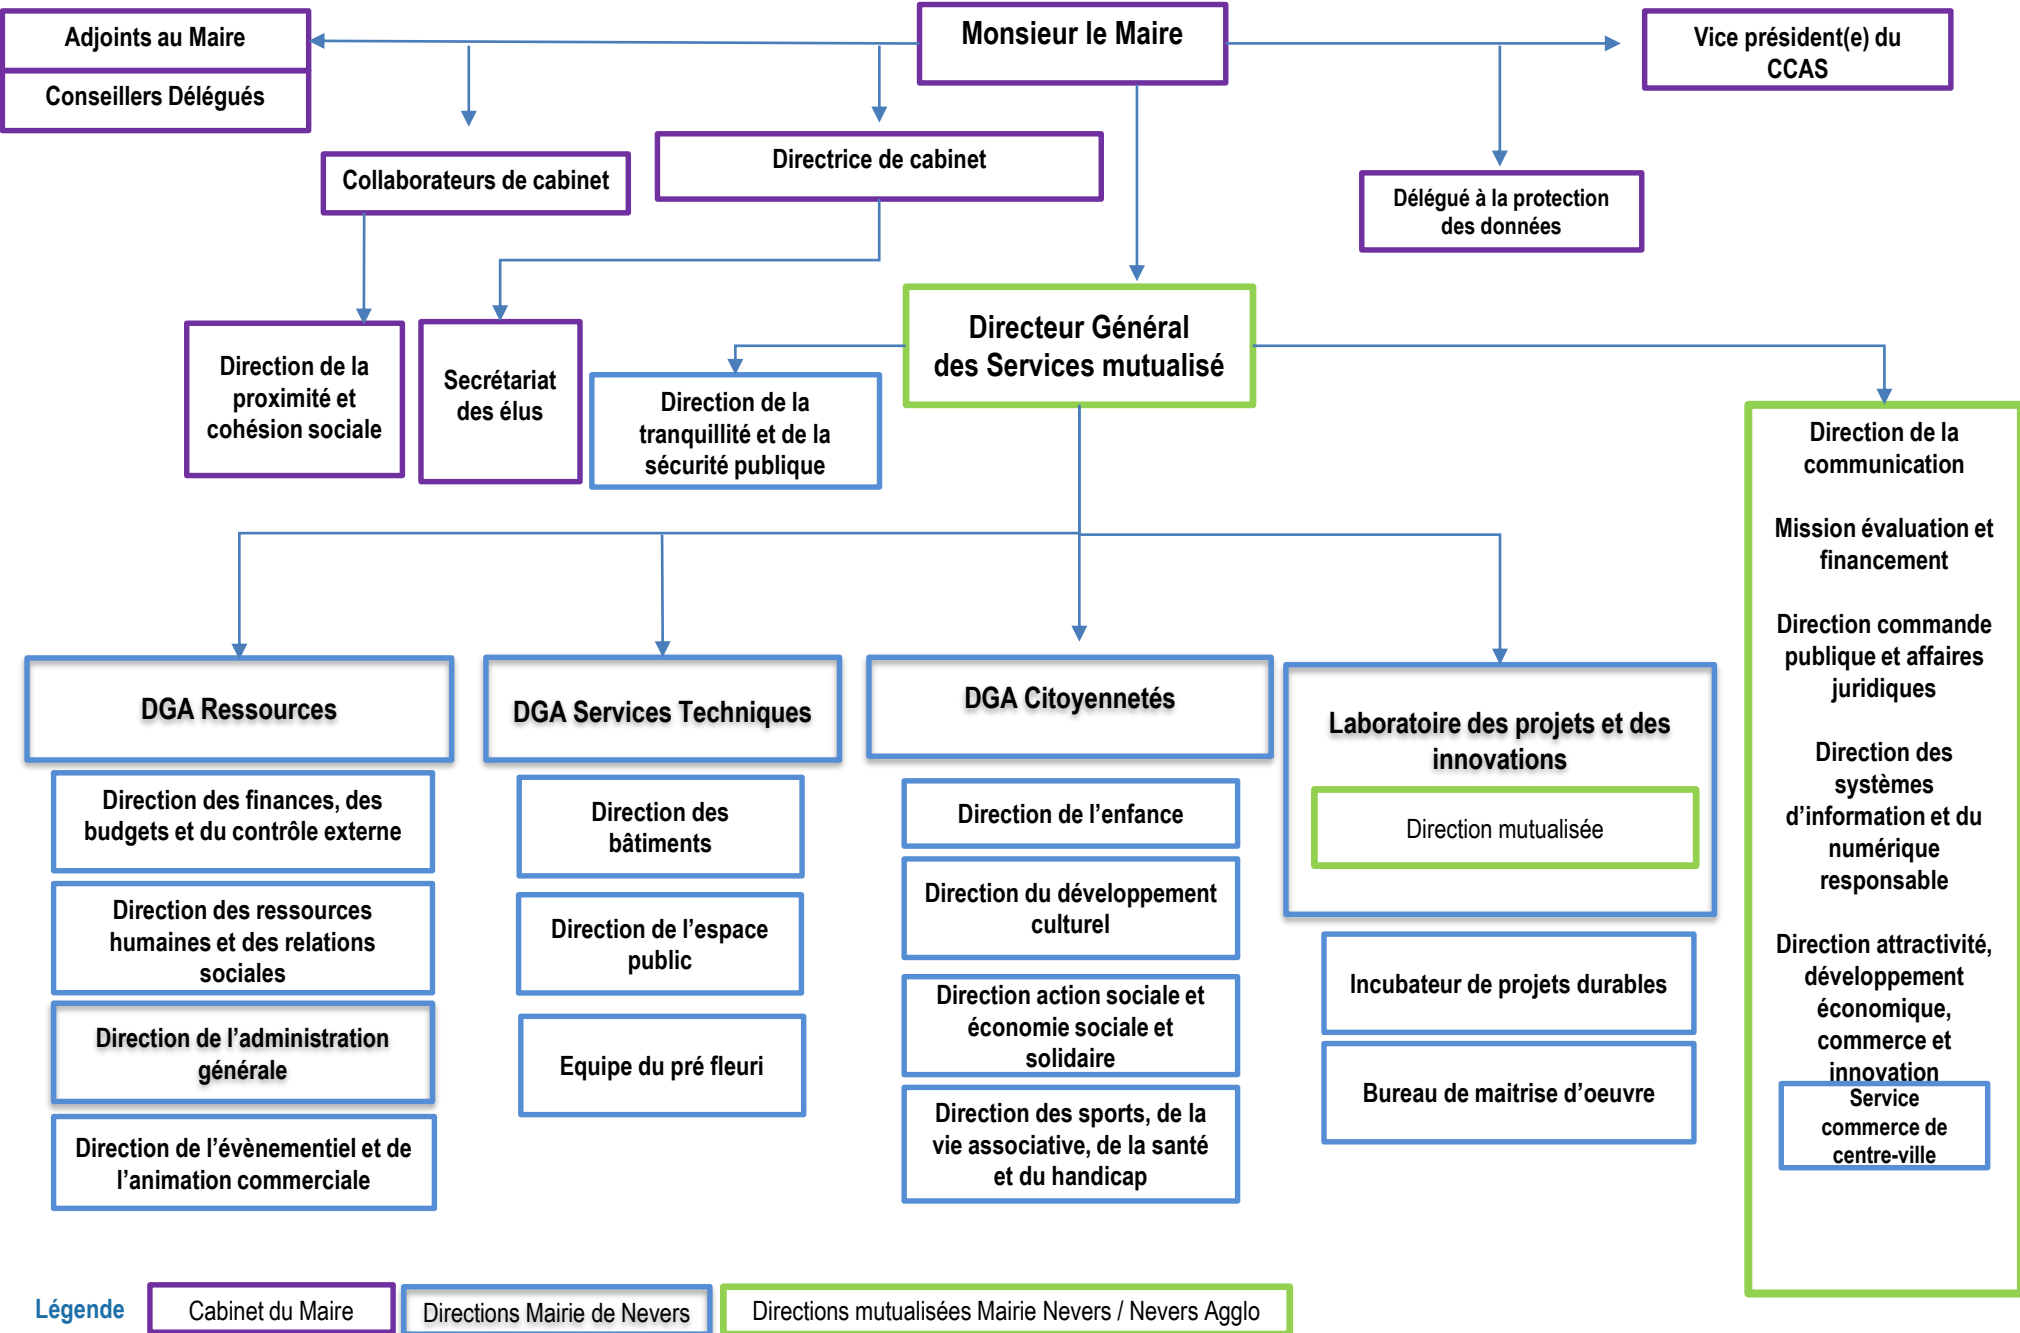 Adjoints au Maire
Conseillers Délégués
Monsieur le Maire
Vice président(e) du
CCAS
Collaborateurs de cabinet
Directrice de cabinet
Délégué à la protection
des données
Direction de la
proximité et
cohésion sociale
Secrétariat
des élus
Directeur Général
des Services mutualisé
Direction de la
tranquillité et de la
sécurité publique
Direction de la
communication
Mission évaluation et
financement
Direction commande
publique et affaires
juridiques
Direction des
systèmes
d’information et du
numérique
responsable
Direction attractivité,
développement
économique,
commerce et
innovation
Service
commerce de
centre-ville
DGA Ressources
Direction des finances, des
budgets et du contrôle externe
Direction des ressources
humaines et des relations
sociales
Direction de l’administration
générale
Direction de l’évènementiel et de
l’animation commerciale
DGA Services Techniques
Direction des
bâtiments
Direction de l’espace
public
Equipe du pré fleuri
DGA Citoyennetés
Direction de l’enfance
Direction du développement
culturel
Direction action sociale et
économie sociale et
solidaire
Direction des sports, de la
vie associative, de la santé
et du handicap
Laboratoire des projets et des
innovations
Direction mutualisée
Incubateur de projets durables
Bureau de maitrise d’oeuvre
Légende
Cabinet du Maire
Directions Mairie de Nevers
Directions mutualisées Mairie Nevers / Nevers Agglo